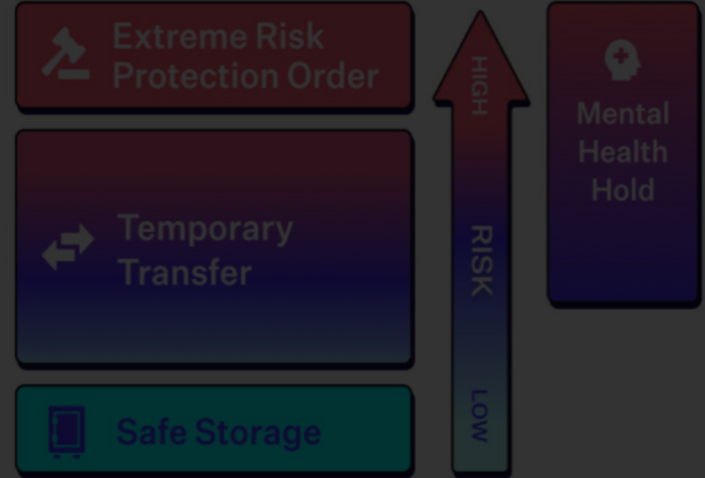 Extreme Risk
Protection Order
Temporary
Transfer
Safe Storage
HIGH
RISK
LOW
Mental
Health
Hold